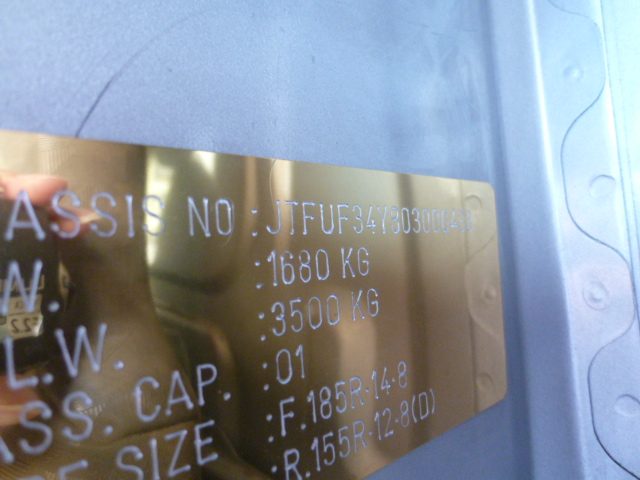 ASSIS NO :
W. :1680 KG
L.W. :3500 KG
ASS. CAP. :01
SIZE :F.185R-14-8
:R.155R-12-8(D)